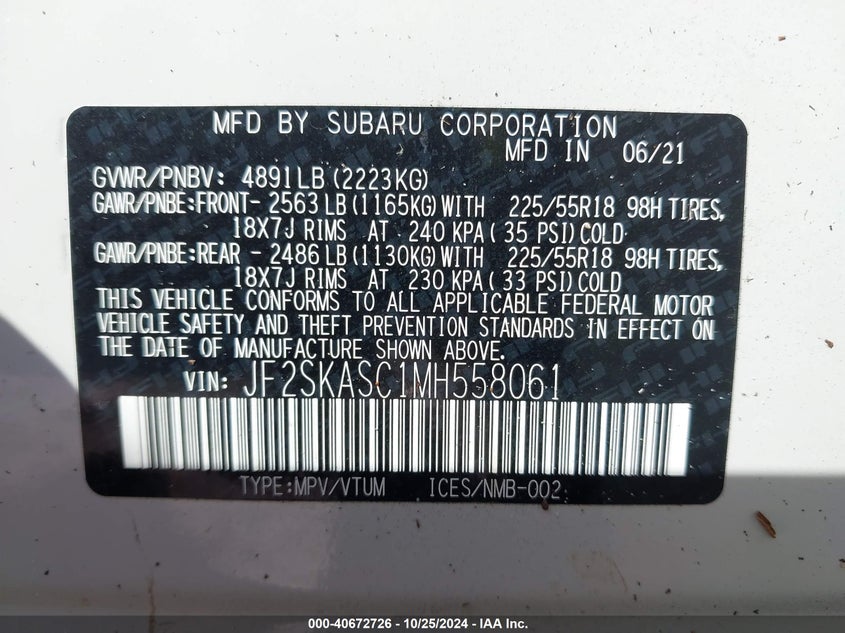 MFD BY SUBARU CORPORATION
MFD IN 06/21
GVWR/PNBV: 4891LB (2223KG)
GAWR/PNBE:FRONT- 2563 LB (1165KG) WITH 225/55R18 98H TIRES,
18X7J RIMS AT 240 KPA ( 35 PSI) COLD
GAWR/PNBE:REAR - 2486 LB (1130KG) WITH 225/55R18 98H TIRES,
18X7J RIMS AT 230 KPA ( 33 PSI) COLD
THIS VEHICLE CONFORMS TO ALL APPLICABLE FEDERAL MOTOR
VEHICLE SAFETY AND THEFT PREVENTION STANDARDS IN EFFECT ON
THE DATE OF MANUFACTURE SHOWN ABOVE.
VIN: JF2SKASC1MH558061
TYPE:MPV/VTUM ICES/NMB-002
000-40672726 - 10/25/2024 - IAA Inc.